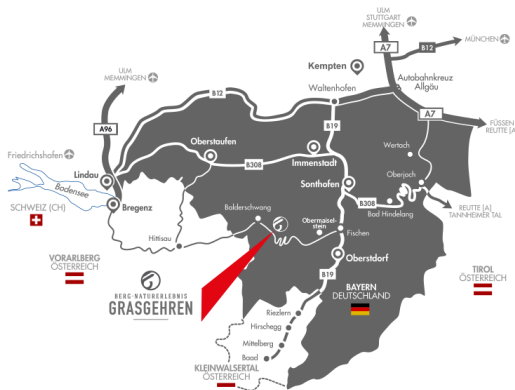 ULM
STUTTGART
MEMMINGEN
MÜNCHEN
A7
B12
ULM
MEMMINGEN
Kempten
Autobahnkreuz
Allgäu
Waltenhofen
B12
A7
FÜSSEN
REUTTE [A]
A96
B19
Wertach
Friedrichshafen
Oberstaufen
Immenstadt
Oberjoch
B308
Lindau
Sonthofen
Bodensee
B308
REUTTE [A]
TANNHEIMER TAL
SCHWEIZ (CH)
Bregenz
Balderschwang
Bad Hindelang
Obermaisel-
stein
Fischen
Hittisau
VORARLBERG
ÖSTERREICH
Oberstdorf
BERG-NATURERLEBNIS
GRASGEHREN
B19
BAYERN
DEUTSCHLAND
TIROL
ÖSTERREICH
Riezlern
Hirschegg
Mittelberg
Baad
KLEINWALSERTAL
ÖSTERREICH